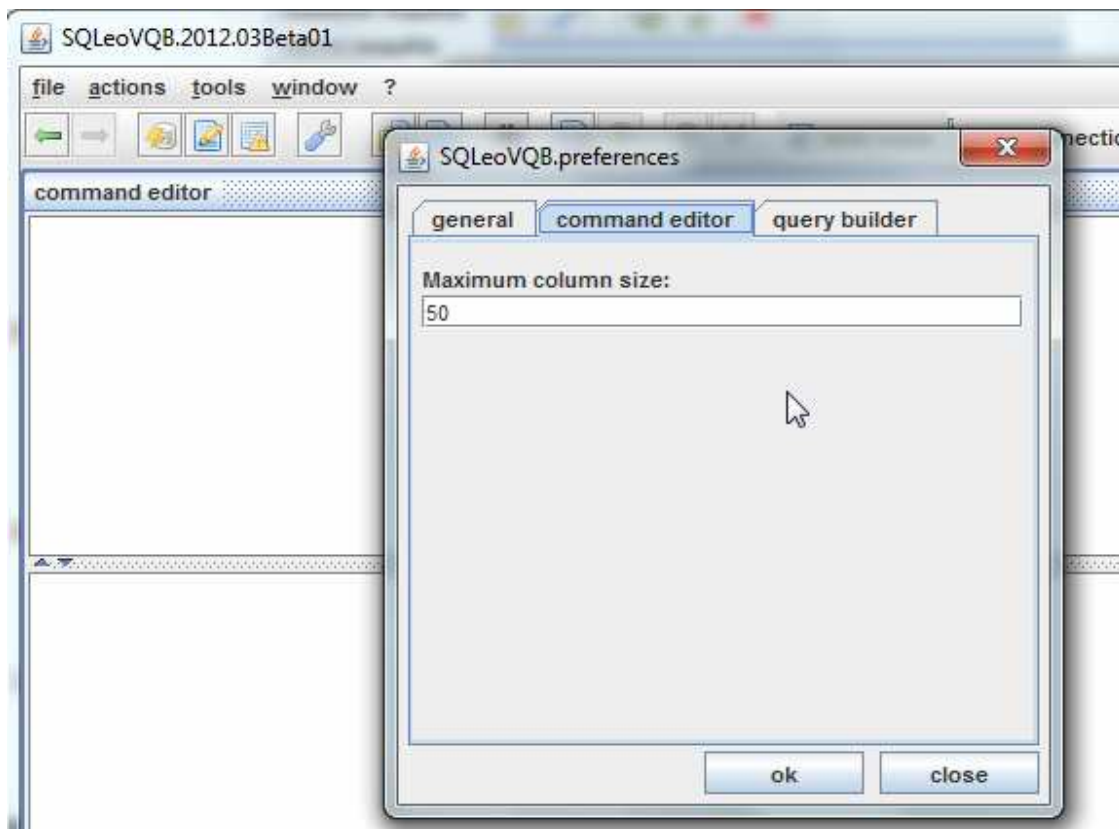 SQLeoVQB.2012.03Beta01
file actions tools window ?
SQLeoVQB.preferences
command editor
general command editor query builder
Maximum column size:
50
ok close